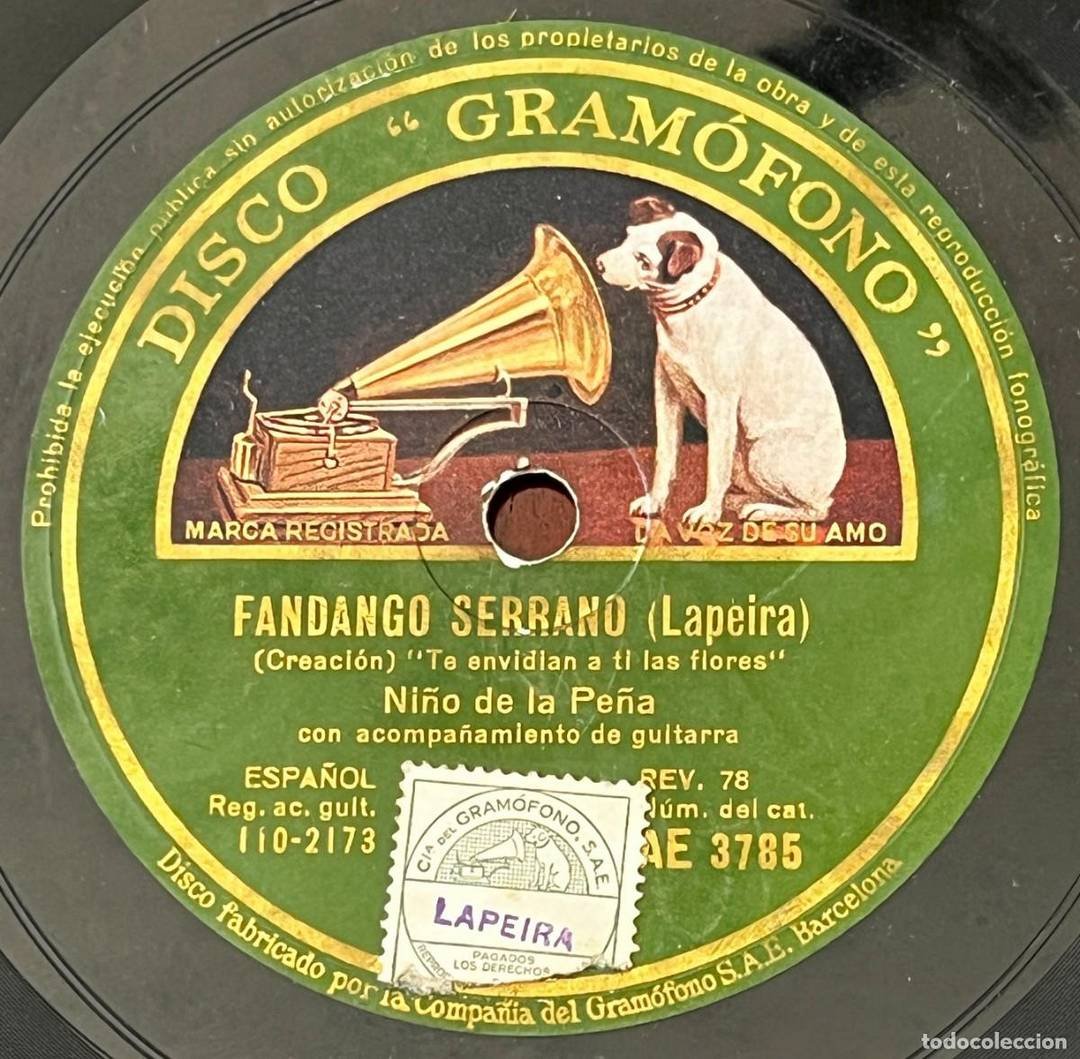 Prohibida la ejecución pública sin autorización de los propietarios de la obra y de esta reproducción fonográfica
DISCO “ GRAMÓFONO ”
MARCA REGISTRADA
LA VOZ DE SU AMO
FANDANGO SERRANO (Lapeira)
(Creación) "Te envidian a ti las flores"
Niño de la Peña
con acompañamiento de guitarra
ESPAÑOL
Reg. ac. guit.
110-2173
REV. 78
Núm. del cat.
AE 3785
CIA DEL GRAMÓFONO. S.A.E.
LAPEIRA
PAGADOS
LOS DERECHOS
Disco fabricado por la Compañia del Gramófono S.A.E. Barcelona
todocoleccion